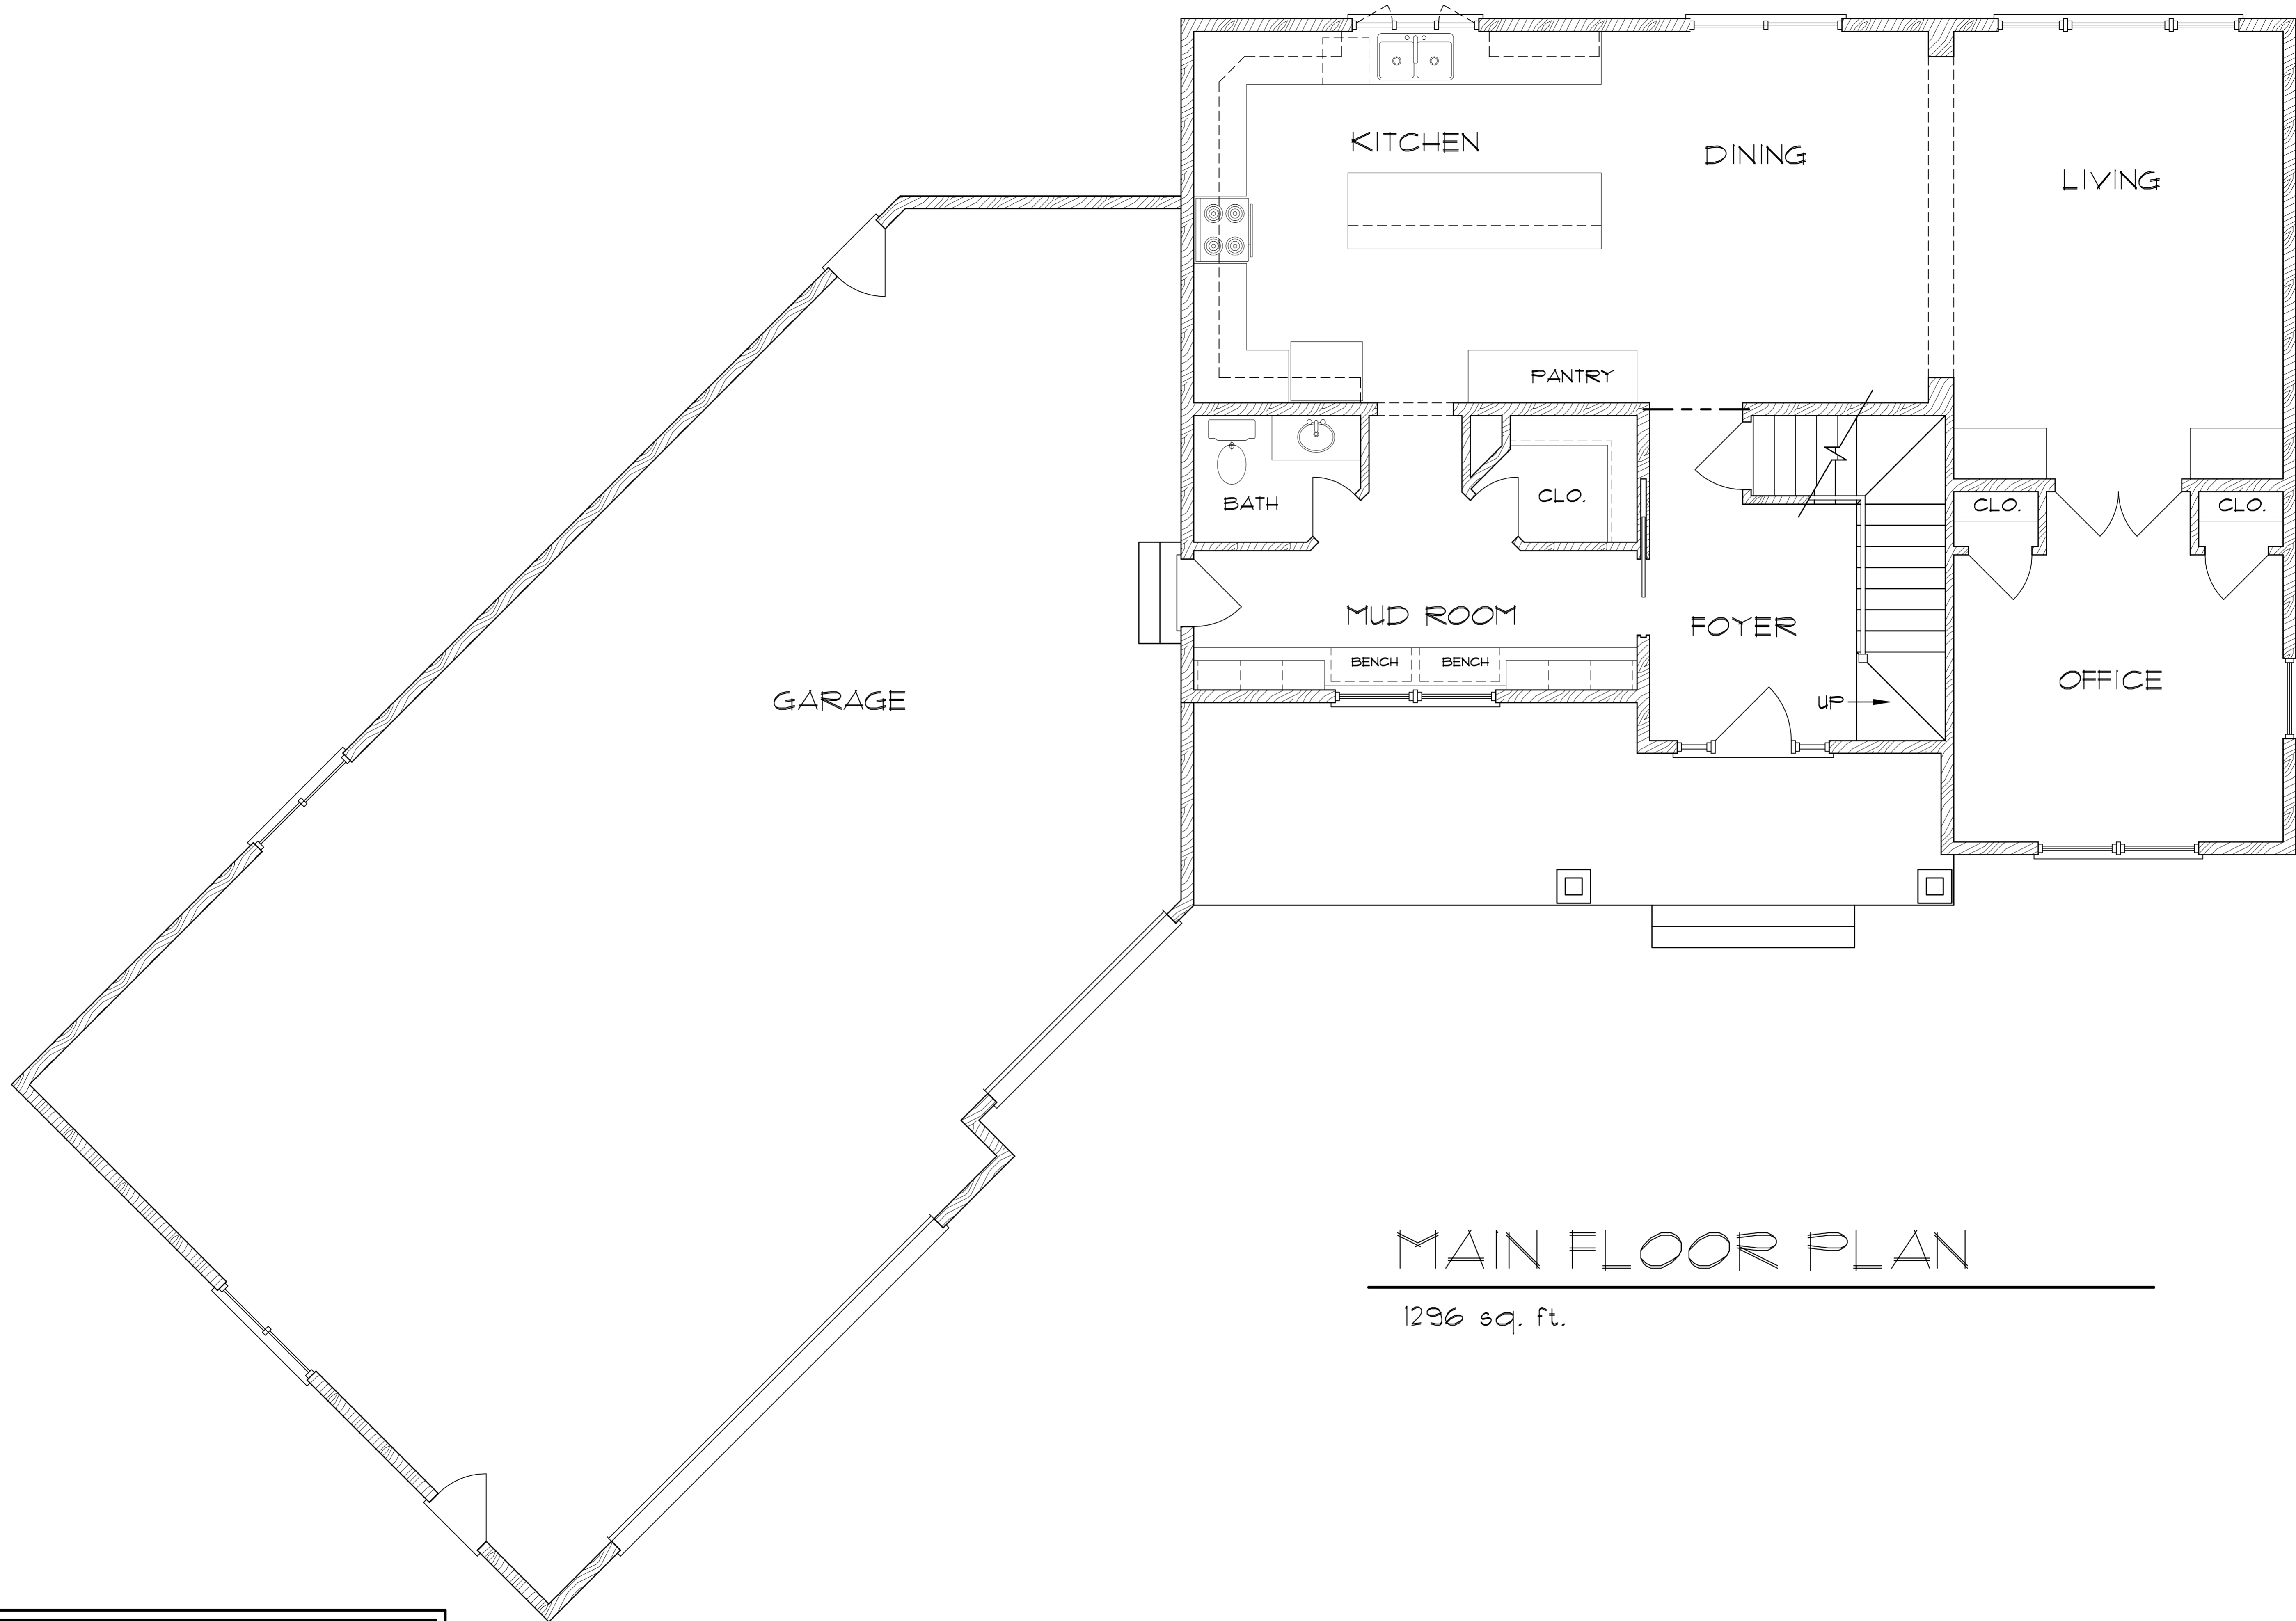 KITCHEN
DINING
LIVING
PANTRY
BATH
CLO.
CLO.
CLO.
MUD ROOM
FOYER
BENCH
BENCH
OFFICE
GARAGE
UP
MAIN FLOOR PLAN
1296 sq. ft.